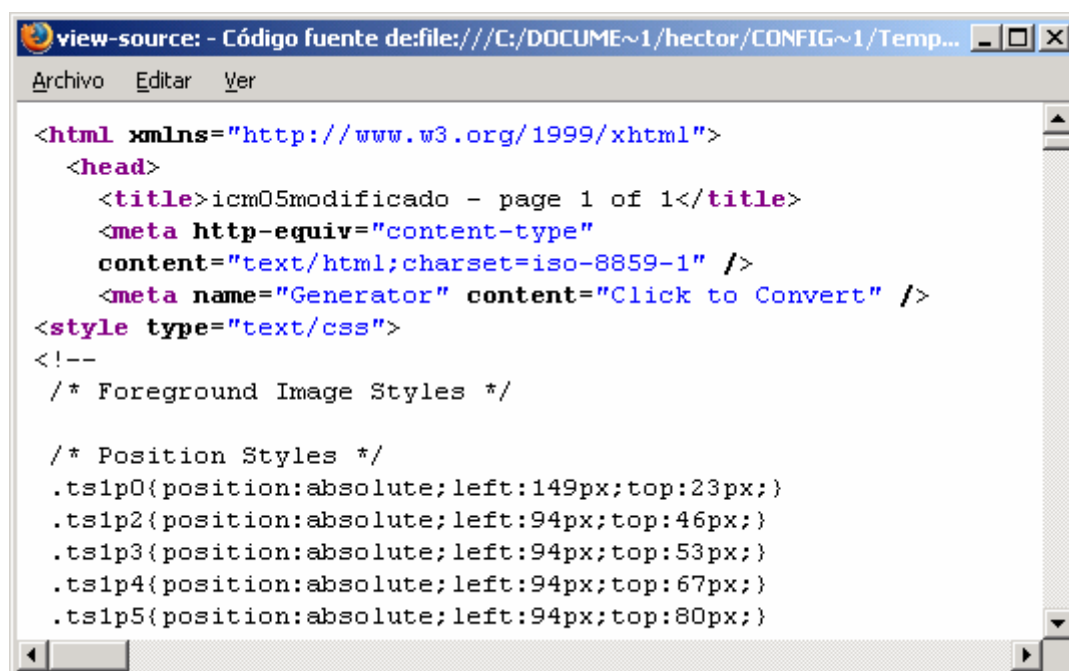 view-source: - Código fuente de:file:///C:/DOCUME~1/hector/CONFIG~1/Temp...
Archivo Editar Ver
<html xmlns="http://www.w3.org/1999/xhtml">
<head>
<title>icm05modificado - page 1 of 1</title>
<meta http-equiv="content-type"
content="text/html;charset=iso-8859-1" />
<meta name="Generator" content="Click to Convert" />
<style type="text/css">
<!--
/* Foreground Image Styles */
/* Position Styles */
.ts1p0{position:absolute;left:149px;top:23px;}
.ts1p2{position:absolute;left:94px;top:46px;}
.ts1p3{position:absolute;left:94px;top:53px;}
.ts1p4{position:absolute;left:94px;top:67px;}
.ts1p5{position:absolute;left:94px;top:80px;}